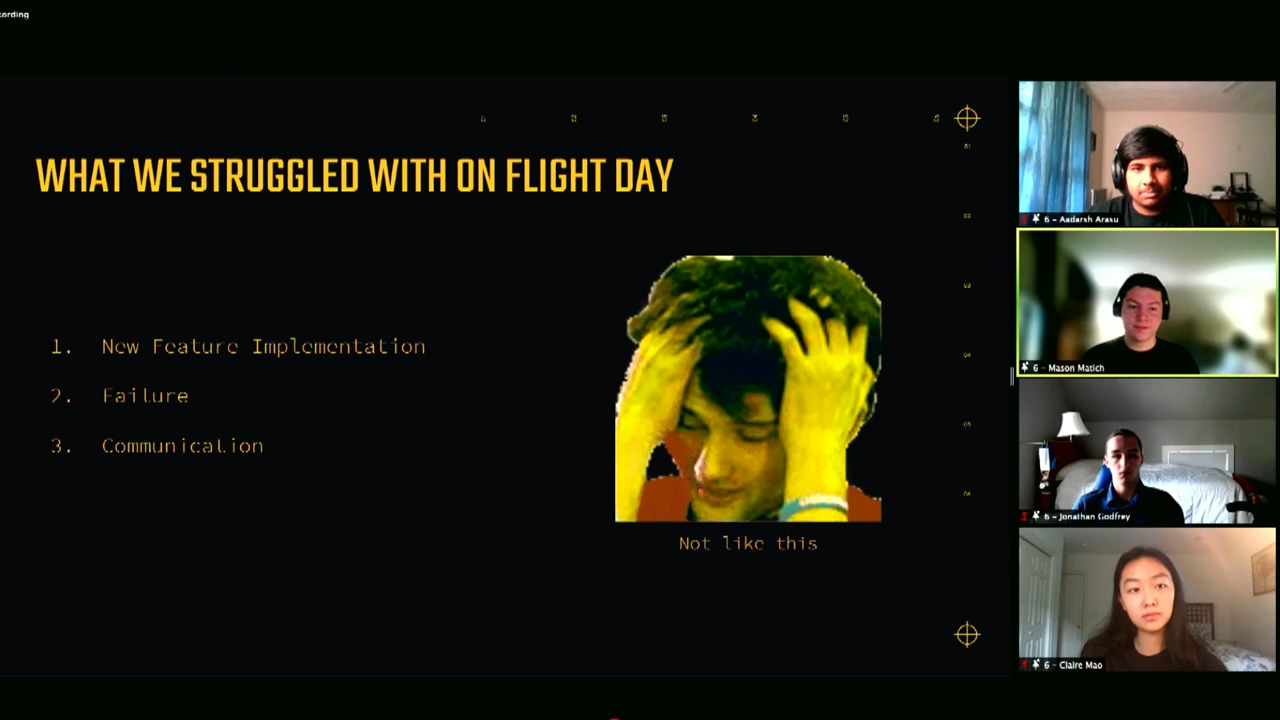 WHAT WE STRUGGLED WITH ON FLIGHT DAY
1. New Feature Implementation
2. Failure
3. Communication
Not like this
6 - Aadarsh Arasu
6 - Mason Matich
6 - Jonathan Godfrey
6 - Claire Mao